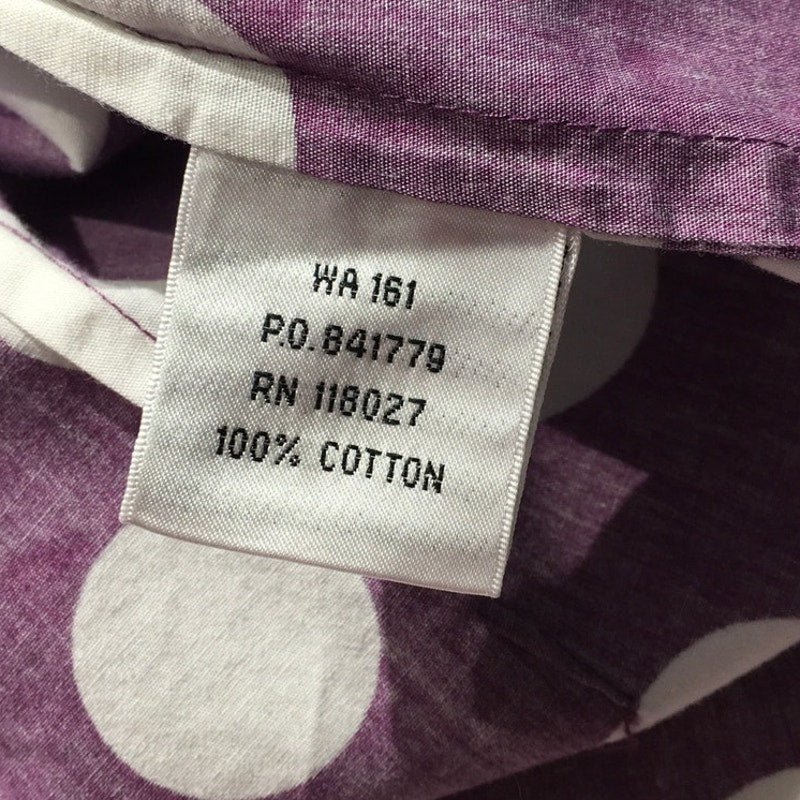 WA 161
P.O. 841779
RN 118027
100% COTTON